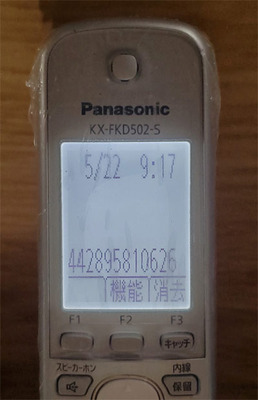 Panasonic
KX-FKD502-S
5/22 9:17
442895810626
機能 消去
F1 F2 F3
キャッチ
スピーカーホン 内線
保留